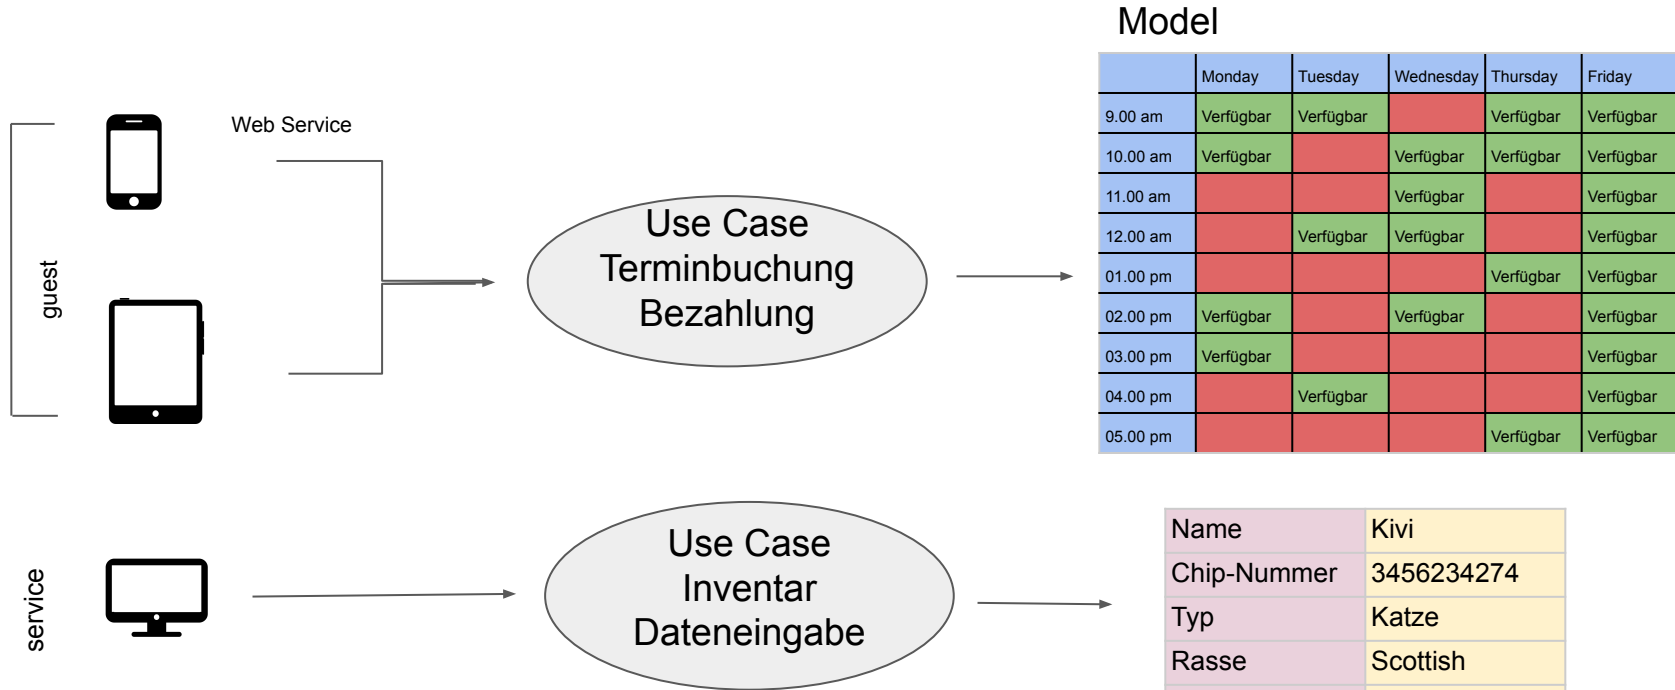 Model
Monday Tuesday Wednesday Thursday Friday
9.00 am Verfügbar Verfügbar Verfügbar Verfügbar
10.00 am Verfügbar Verfügbar Verfügbar Verfügbar
11.00 am Verfügbar Verfügbar
12.00 am Verfügbar Verfügbar Verfügbar
01.00 pm Verfügbar Verfügbar
02.00 pm Verfügbar Verfügbar Verfügbar
03.00 pm Verfügbar Verfügbar
04.00 pm Verfügbar Verfügbar
05.00 pm Verfügbar Verfügbar
Web Service
guest
Use Case
Terminbuchung
Bezahlung
service
Use Case
Inventar
Dateneingabe
Name Kivi
Chip-Nummer 3456234274
Typ Katze
Rasse Scottish